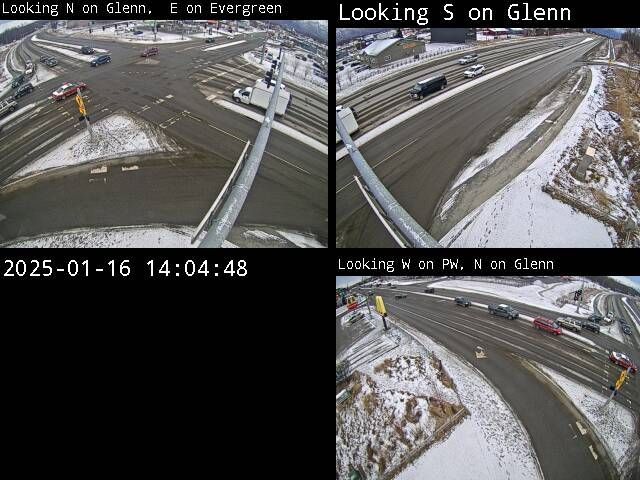 Looking N on Glenn,  E on Evergreen
Looking S on Glenn
2025-01-16 14:04:48
Looking W on PW, N on Glenn